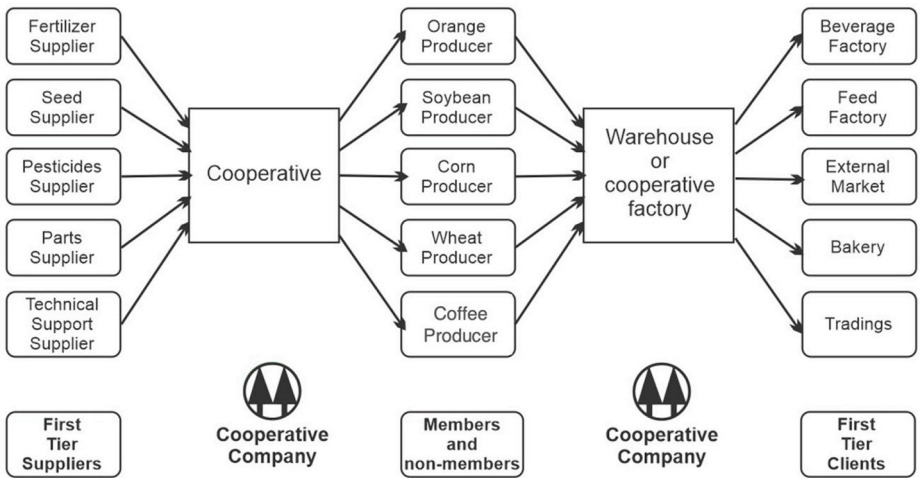 Fertilizer
Supplier
Seed
Supplier
Pesticides
Supplier
Parts
Supplier
Technical
Support
Supplier
Cooperative
Orange
Producer
Soybean
Producer
Corn
Producer
Wheat
Producer
Coffee
Producer
Warehouse
or
cooperative
factory
Beverage
Factory
Feed
Factory
External
Market
Bakery
Tradings
First
Tier
Suppliers
Cooperative
Company
Members
and
non-members
Cooperative
Company
First
Tier
Clients